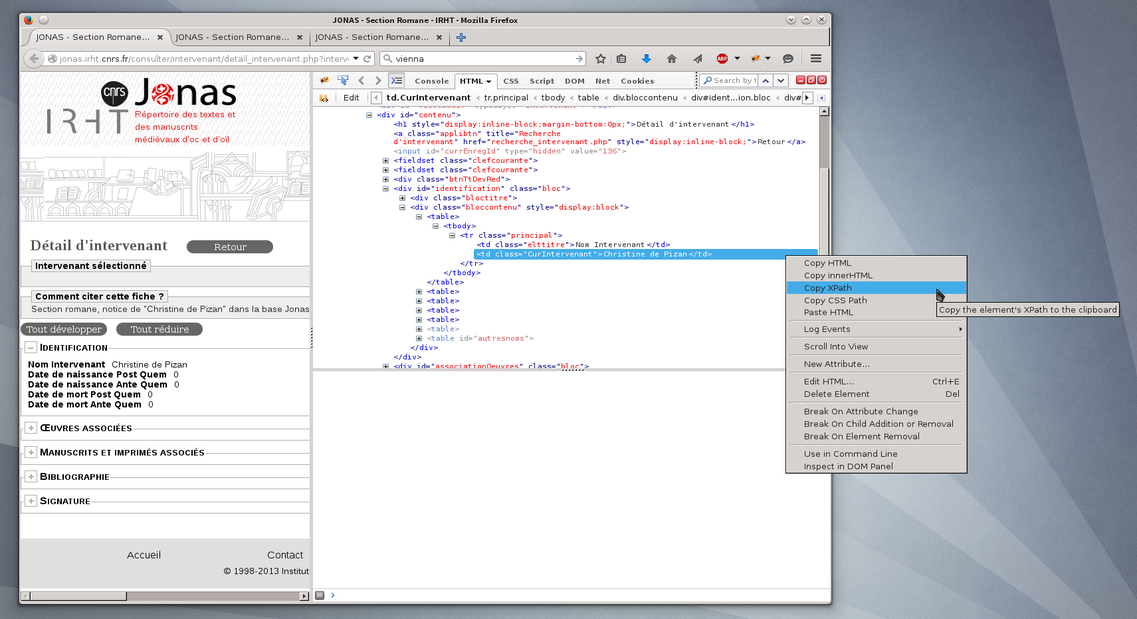 JONAS - Section Romane - IRHT - Mozilla Firefox
JONAS - Section Romane...
JONAS - Section Romane...
JONAS - Section Romane...
jonas.irht.cnrs.fr/consulter/intervenant/detail_intervenant.php?interv
vienna
ABP
cnrs
Jonas
IRHT
Répertoire des textes et
des manuscrits
médiévaux d'oc et d'oïl
Détail d'intervenant
Retour
Intervenant sélectionné
Comment citer cette fiche ?
Section romane, notice de "Christine de Pizan" dans la base Jonas
Tout développer
Tout réduire
IDENTIFICATION
Nom Intervenant Christine de Pizan
Date de naissance Post Quem 0
Date de naissance Ante Quem 0
Date de mort Post Quem 0
Date de mort Ante Quem 0
ŒUVRES ASSOCIÉES
MANUSCRITS ET IMPRIMÉS ASSOCIÉS
BIBLIOGRAPHIE
SIGNATURE
Accueil
Contact
© 1998-2013 Institut
Console HTML CSS Script DOM Net Cookies
Search by t
Edit td.CurIntervenant < tr.principal < tbody < table < div.bloccontenu < div#ident...ion.bloc < div#
<div id="contenu">
<h1 style="display:inline-block;margin-bottom:0px;">Détail d'intervenant</h1>
<a class="applibtn" title="Recherche
d'intervenant" href="recherche_intervenant.php" style="display:inline-block;">Retour</a>
<input id="currEnregId" type="hidden" value="136">
<fieldset class="clefcourante">
<fieldset class="clefcourante">
<div class="btnTtDevRed">
<div id="identification" class="bloc">
<div class="bloctitre">
<div class="bloccontenu" style="display:block">
<table>
<tbody>
<tr class="principal">
<td class="elttitre">Nom Intervenant</td>
<td class="CurIntervenant">Christine de Pizan</td>
</tr>
</tbody>
</table>
<table>
<table>
<table>
<table>
<table>
<table id="autresnoms">
</div>
</div>
<div id="associationOeuvres" class="bloc">
Copy HTML
Copy innerHTML
Copy XPath
Copy CSS Path
Paste HTML
Log Events
Scroll Into View
New Attribute...
Edit HTML... Ctrl+E
Delete Element Del
Break On Attribute Change
Break On Child Addition or Removal
Break On Element Removal
Use in Command Line
Inspect in DOM Panel
Copy the element's XPath to the clipboard